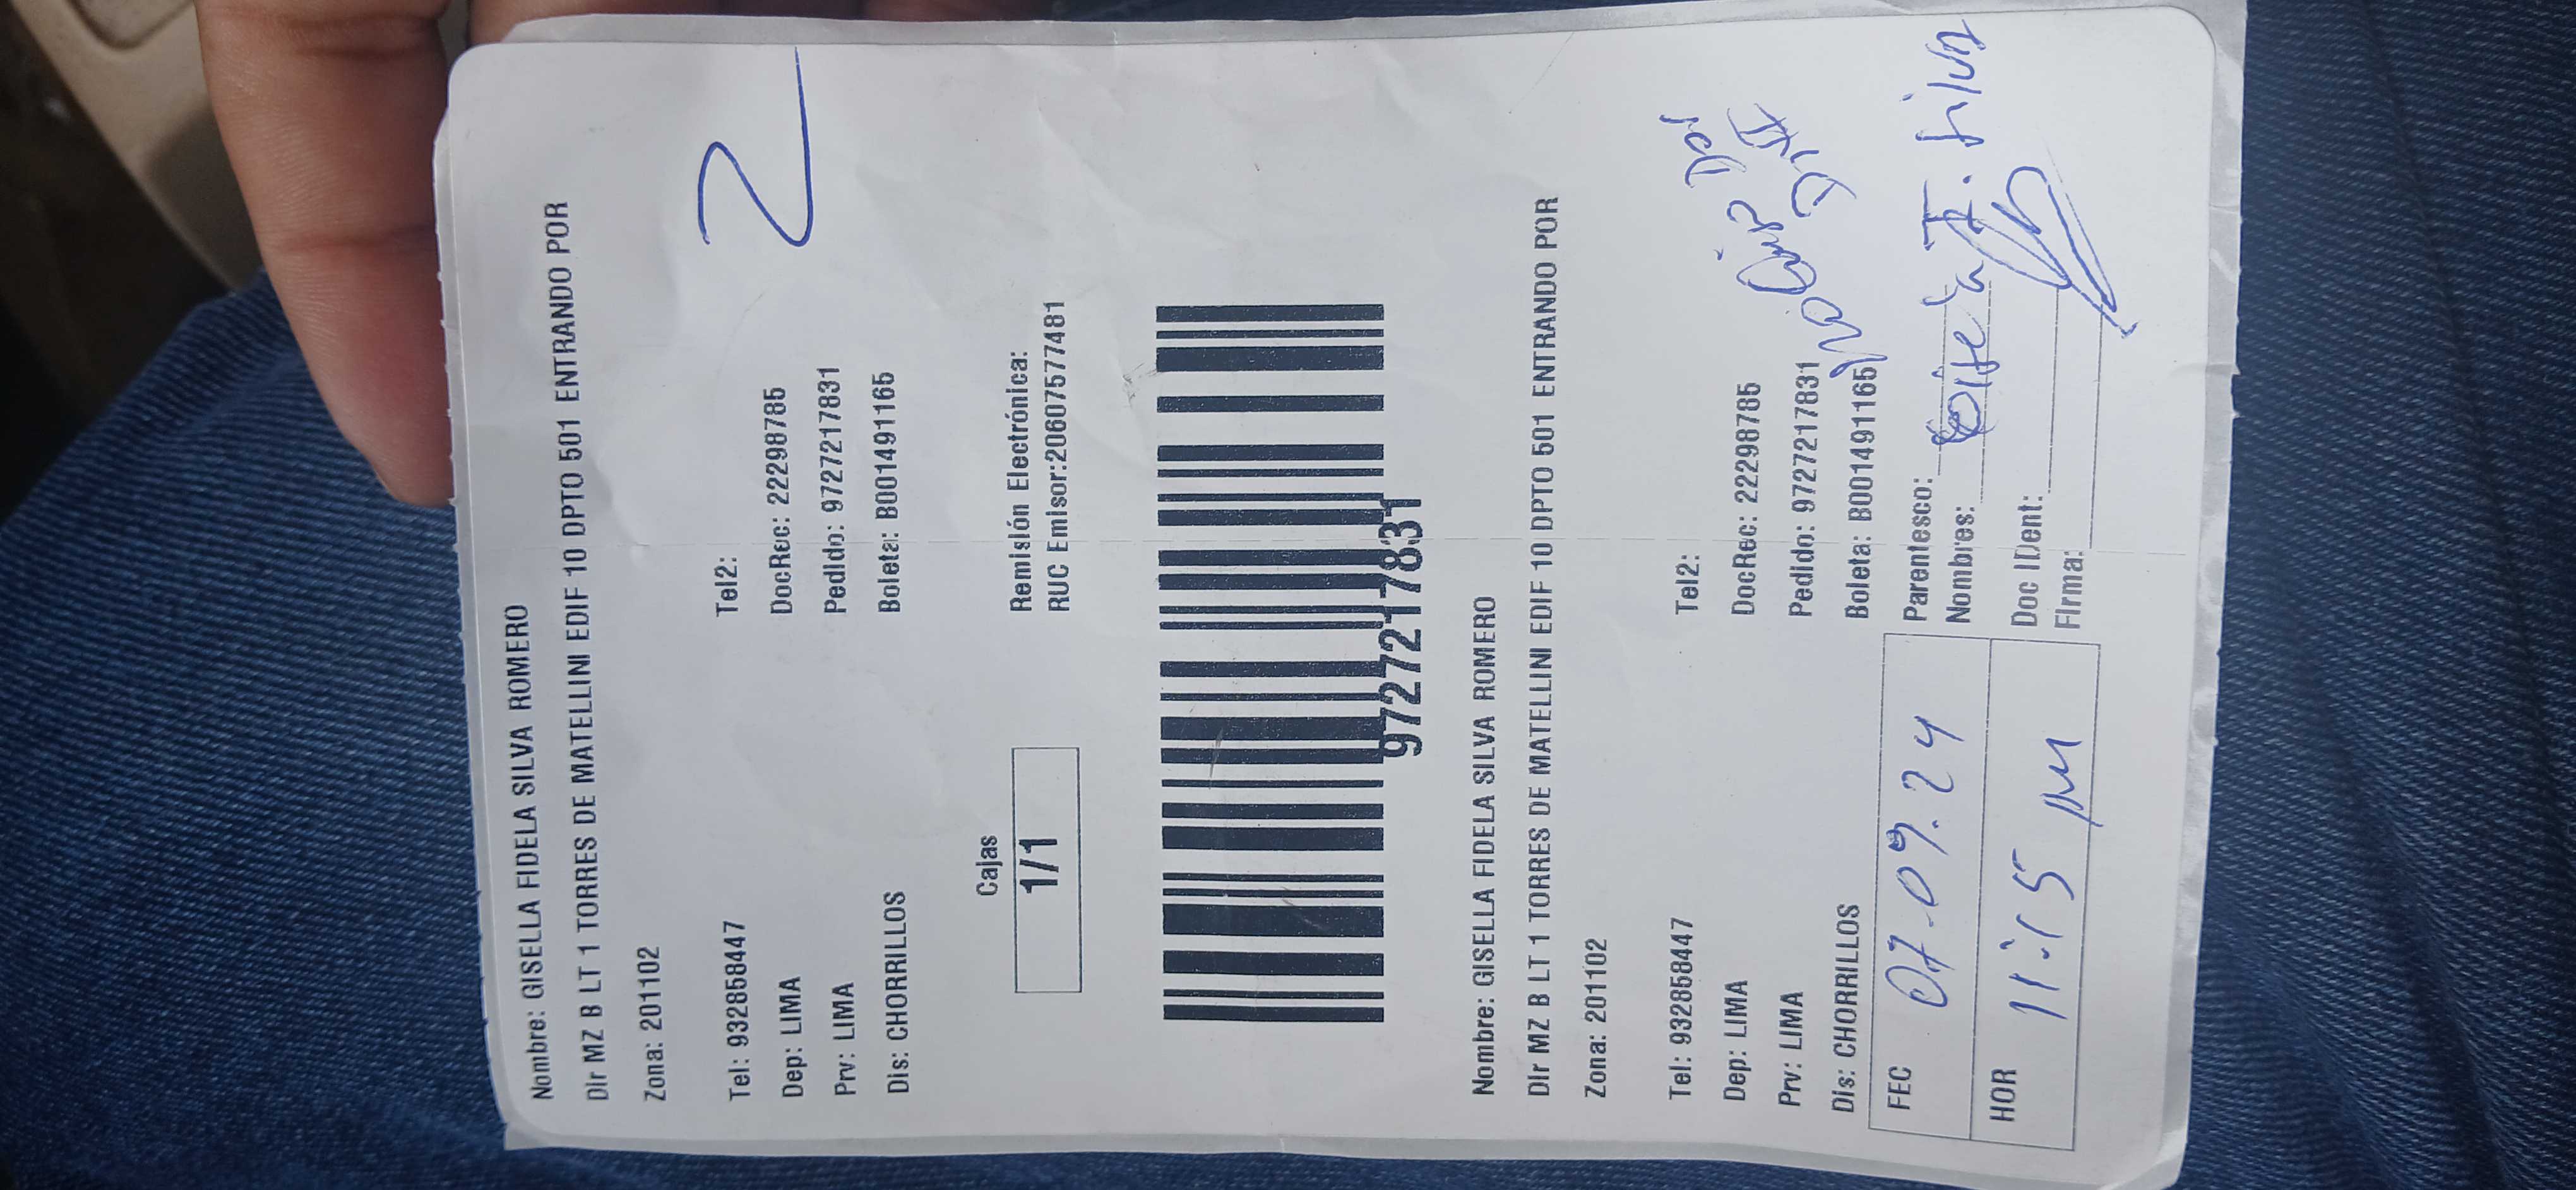 Nombre: GISELLA FIDELA SILVA ROMERO
Dir MZ B LT 1 TORRES DE MATELLINI EDIF 10 DPTO 501 ENTRANDO POR
Zona: 201102
2
Tel: 932858447 Tel2:
Dep: LIMA DocRec: 22298785
Prv: LIMA Pedido: 9727217831
Dis: CHORRILLOS Boleta: B001491165
Cajas
1/1
Remisión Electrónica:
RUC Emisor:20607577481
9727217831
Nombre: GISELLA FIDELA SILVA ROMERO
Dir MZ B LT 1 TORRES DE MATELLINI EDIF 10 DPTO 501 ENTRANDO POR
Zona: 201102
Tel: 932858447 Tel2:
Dep: LIMA DocRec: 22298785
Prv: LIMA Pedido: 9727217831
Dis: CHORRILLOS Boleta: B001491165
FEC 07.09.24
HOR 11:15
Parentesco:
Nombres: F. Silva
Doc IDent:
Firma: